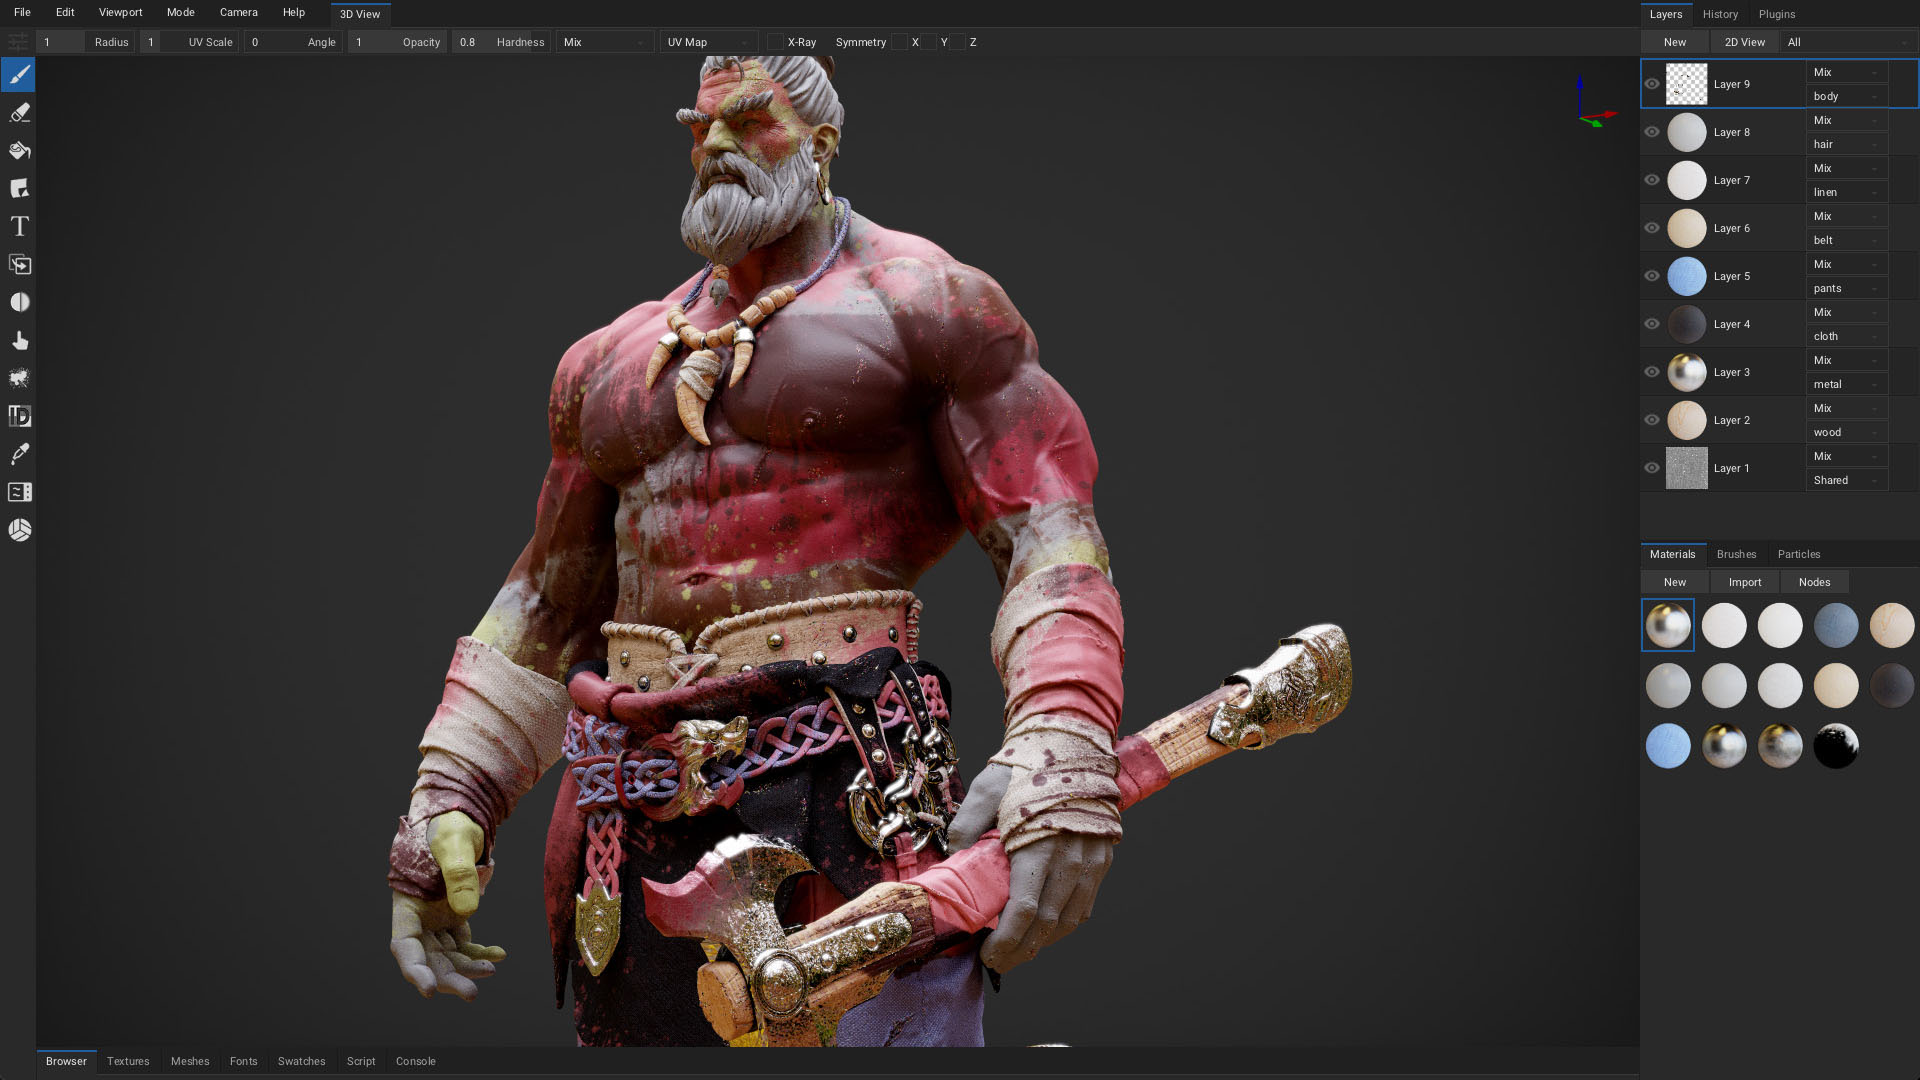 File Edit Viewport Mode Camera Help 3D View
1 Radius 1 UV Scale 0 Angle 1 Opacity 0.8 Hardness Mix UV Map X-Ray Symmetry X Y Z
T
ID
Layers History Plugins
New 2D View All
Layer 9 Mix
body
Layer 8 Mix
hair
Layer 7 Mix
linen
Layer 6 Mix
belt
Layer 5 Mix
pants
Layer 4 Mix
cloth
Layer 3 Mix
metal
Layer 2 Mix
wood
Layer 1 Mix
Shared
Materials Brushes Particles
New Import Nodes
Browser Textures Meshes Fonts Swatches Script Console